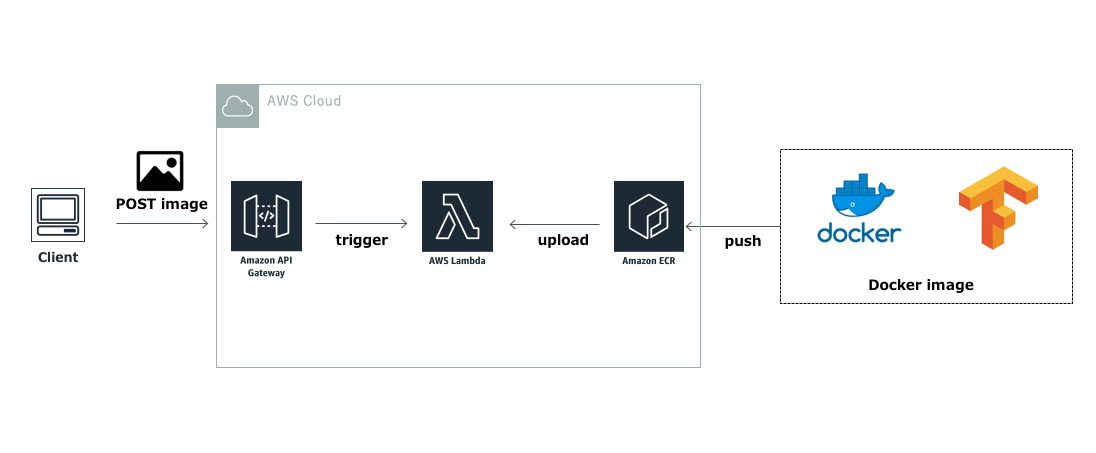 AWS Cloud
POST image
Client
Amazon API
Gateway
trigger
AWS Lambda
upload
Amazon ECR
push
docker
Docker image